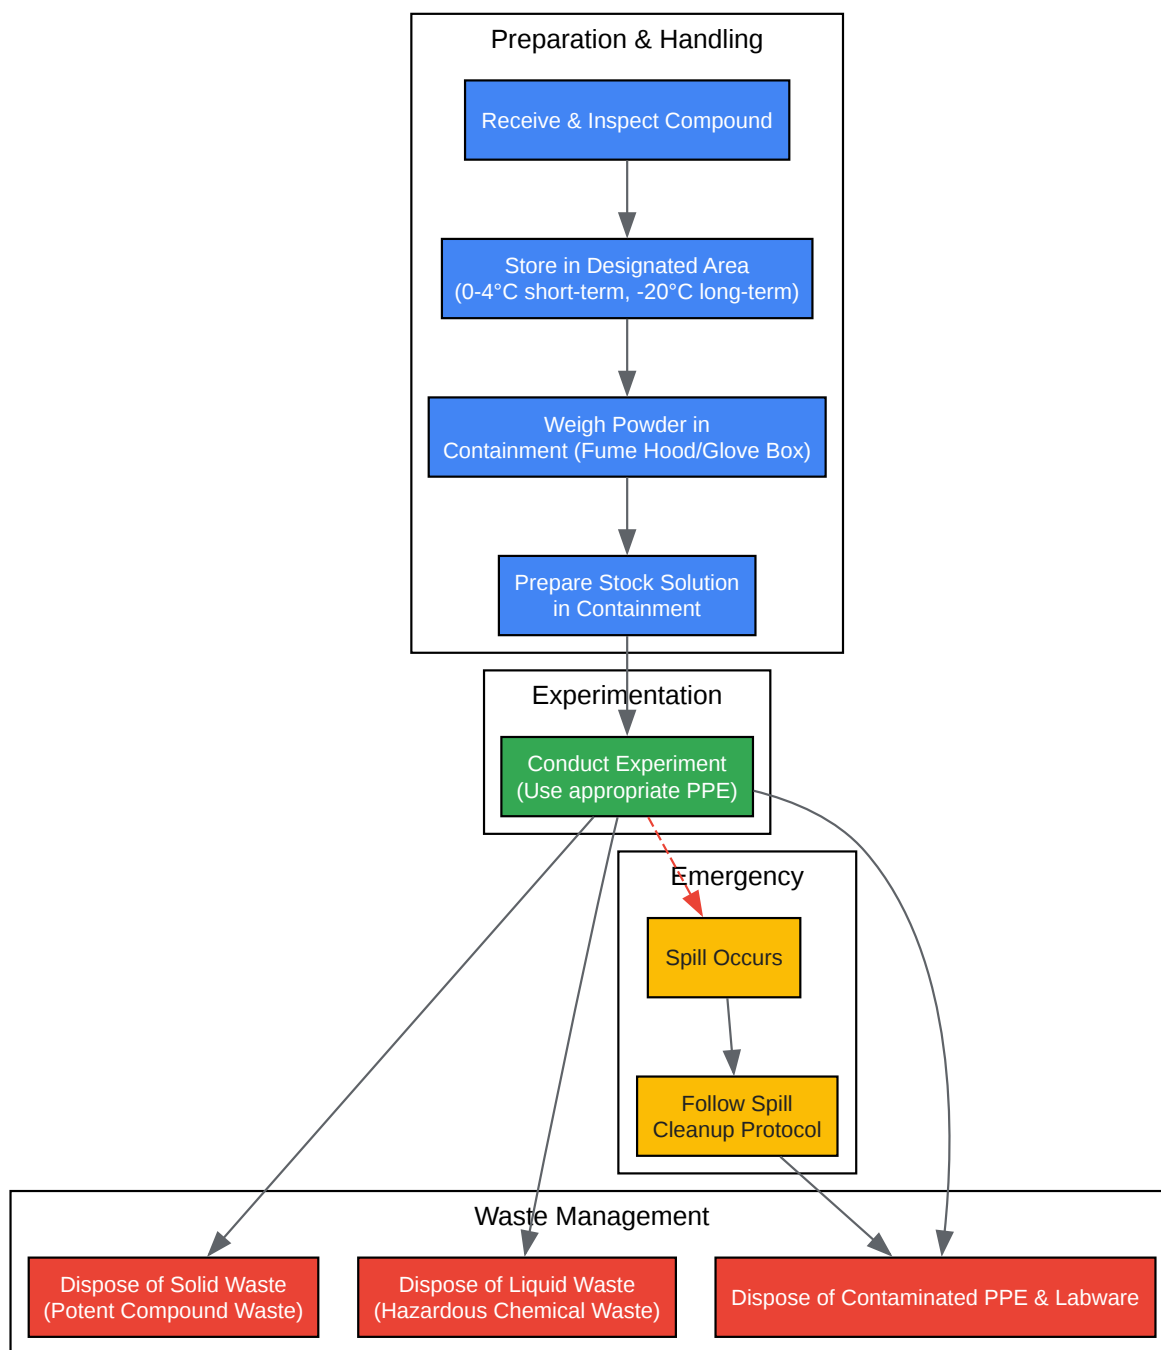 Preparation & Handling
Receive & Inspect Compound
Store in Designated Area
(0-4°C short-term, -20°C long-term)
Weigh Powder in
Containment (Fume Hood/Glove Box)
Prepare Stock Solution
in Containment
Experimentation
Conduct Experiment
(Use appropriate PPE)
Emergency
Spill Occurs
Follow Spill
Cleanup Protocol
Waste Management
Dispose of Solid Waste
(Potent Compound Waste)
Dispose of Liquid Waste
(Hazardous Chemical Waste)
Dispose of Contaminated PPE & Labware